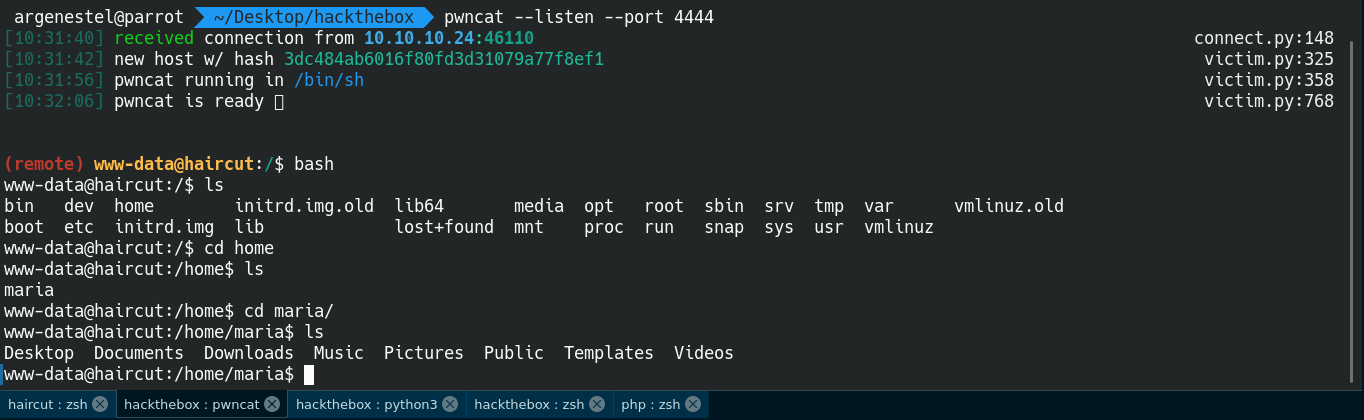 argenestel@parrot ~/Desktop/hackthebox pwncat --listen --port 4444
[10:31:40] received connection from 10.10.10.24:46110 connect.py:148
[10:31:42] new host w/ hash 3dc484ab6016f80fd3d31079a77f8ef1 victim.py:325
[10:31:56] pwncat running in /bin/sh victim.py:358
[10:32:06] pwncat is ready victim.py:768
(remote) www-data@haircut:/$ bash
www-data@haircut:/$ ls
bin dev home initrd.img.old lib64 media opt root sbin srv tmp var vmlinuz.old
boot etc initrd.img lib lost+found mnt proc run snap sys usr vmlinuz
www-data@haircut:/$ cd home
www-data@haircut:/home$ ls
maria
www-data@haircut:/home$ cd maria/
www-data@haircut:/home/maria$ ls
Desktop Documents Downloads Music Pictures Public Templates Videos
www-data@haircut:/home/maria$
haircut : zsh hackthebox : pwncat hackthebox : python3 hackthebox : zsh php : zsh